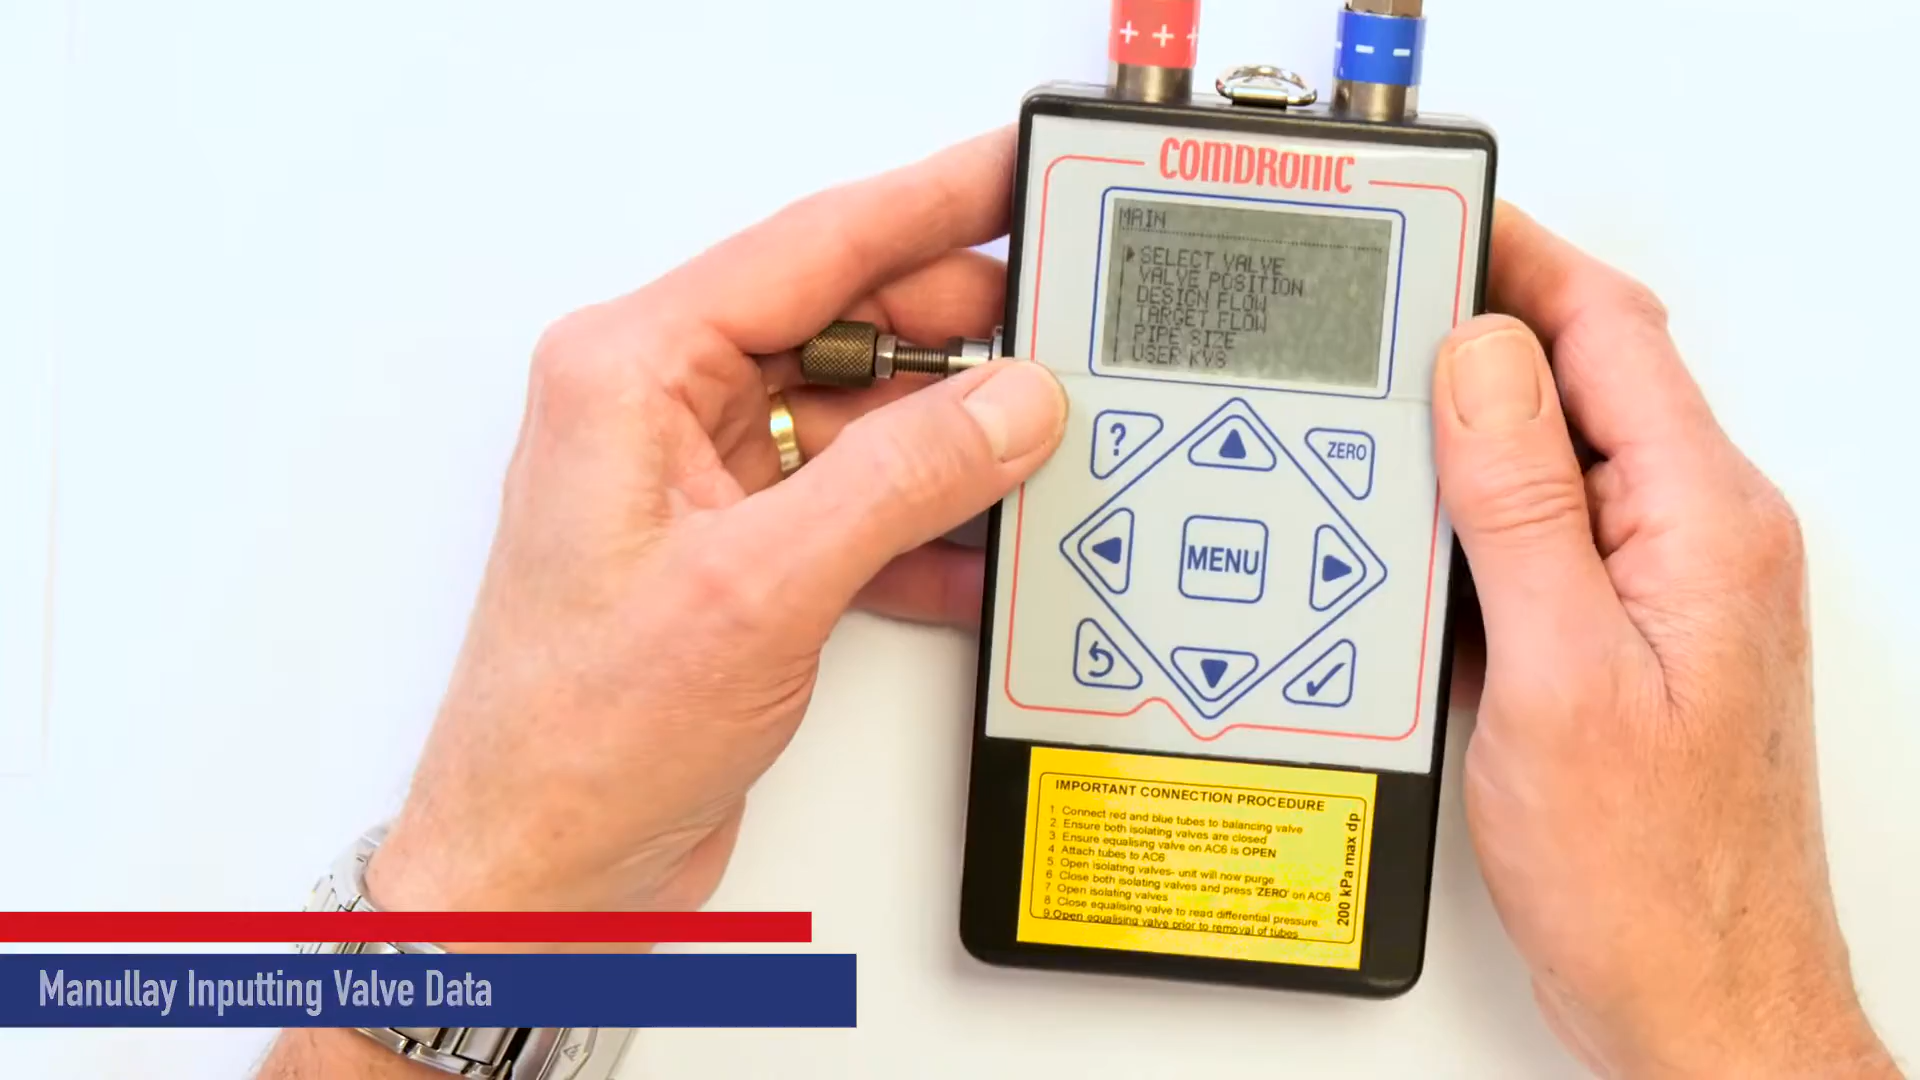 + + +
- -
COMDRONIC
MAIN
SELECT VALVE
VALVE POSITION
DESIGN FLOW
TARGET FLOW
PIPE SIZE
USER KVS
?
ZERO
MENU
IMPORTANT CONNECTION PROCEDURE
1. Connect red and blue tubes to balancing valve
2. Ensure both isolating valves are closed
3. Ensure equalising valve on AC6 is OPEN
4. Attach tubes to AC6
5. Open isolating valves- unit will now purge
6. Close both isolating valves and press 'ZERO' on AC6
7. Open isolating valves
8. Close equalising valve to read differential pressure
9. Open equalising valve prior to removal of tubes
200 kPa max dp
Manullay Inputting Valve Data